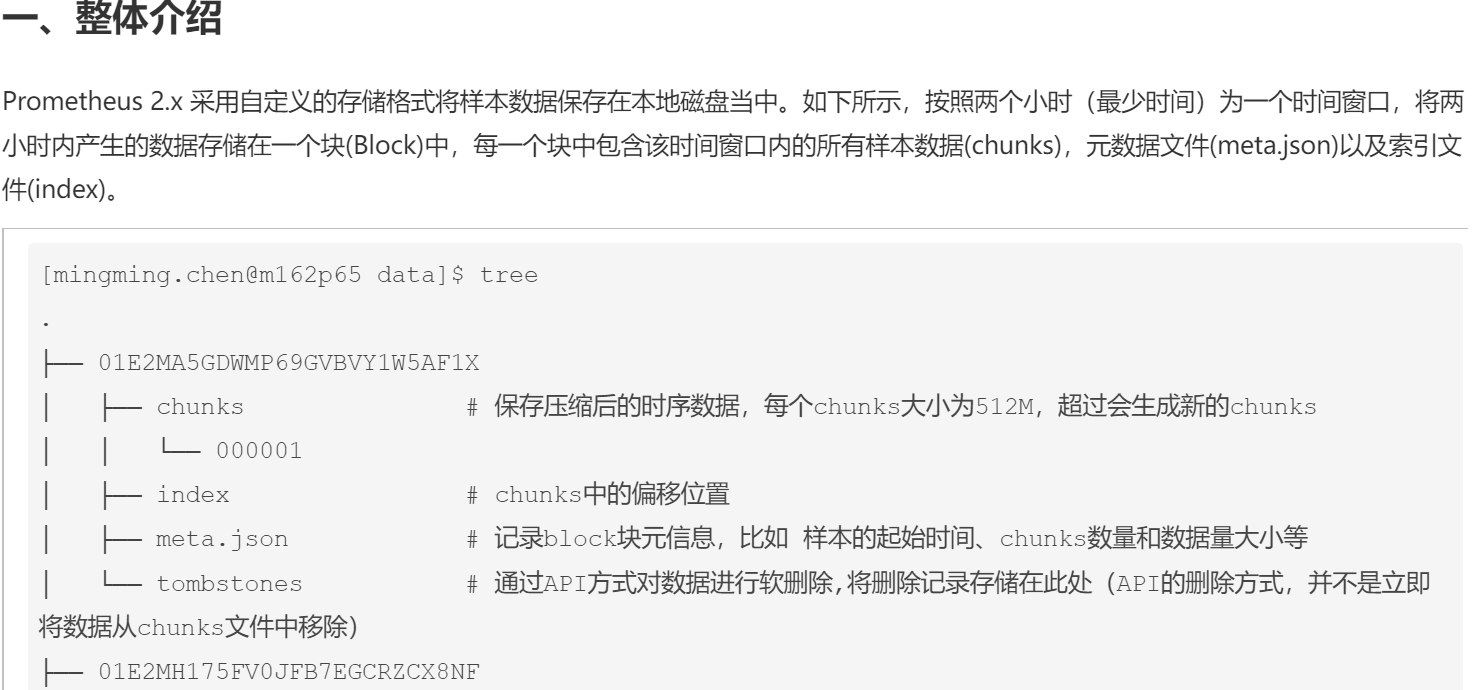 一、整体介绍
Prometheus 2.x 采用自定义的存储格式将样本数据保存在本地磁盘当中。如下所示，按照两个小时（最少时间）为一个时间窗口，将两
小时内产生的数据存储在一个块(Block)中，每一个块中包含该时间窗口内的所有样本数据(chunks)，元数据文件(meta.json)以及索引文
件(index)。
[mingming.chen@m162p65 data]$ tree
.
├── 01E2MA5GDWMP69GVBVY1W5AF1X
│   ├── chunks               # 保存压缩后的时序数据，每个chunks大小为512M，超过会生成新的chunks
│   │   └── 000001
│   ├── index                # chunks中的偏移位置
│   ├── meta.json            # 记录block块元信息，比如 样本的起始时间、chunks数量和数据量大小等
│   └── tombstones           # 通过API方式对数据进行软删除,将删除记录存储在此处（API的删除方式，并不是立即
将数据从chunks文件中移除）
├── 01E2MH175FV0JFB7EGCRZCX8NF